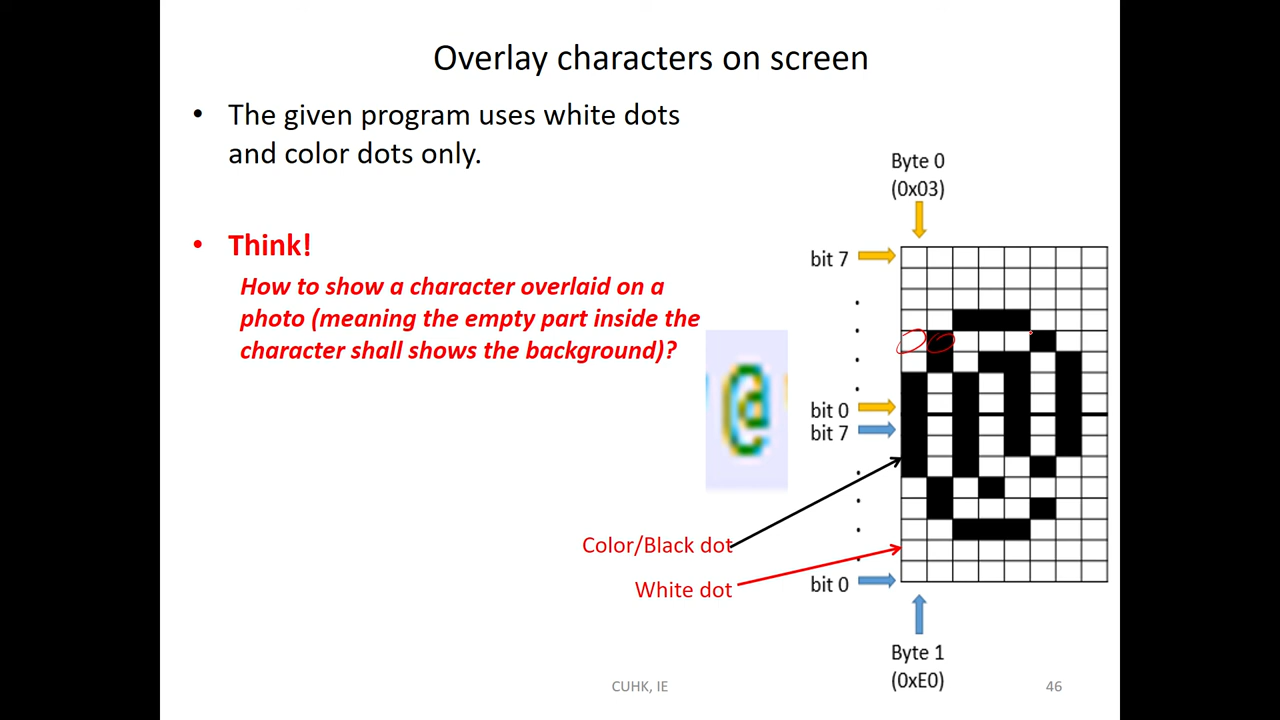 Overlay characters on screen
• The given program uses white dots
and color dots only.
• Think!
How to show a character overlaid on a
photo (meaning the empty part inside the
character shall shows the background)?
Byte 0
(0x03)
bit 7
bit 0
bit 7
bit 0
Byte 1
(0xE0)
@
Color/Black dot
White dot
CUHK, IE
46